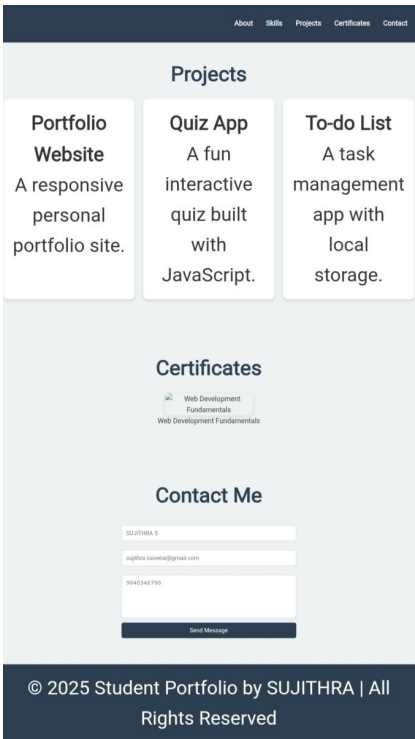 About Skills Projects Certificates Contact
Projects
Portfolio
Website
A responsive
personal
portfolio site.
Quiz App
A fun
interactive
quiz built
with
JavaScript.
To-do List
A task
management
app with
local
storage.
Certificates
Web Development
Fundamentals
Web Development Fundamentals
Contact Me
SUJITHRA S
sujithra ssivetal@gmail.com
9040340790
Send Message
© 2025 Student Portfolio by SUJITHRA | All
Rights Reserved